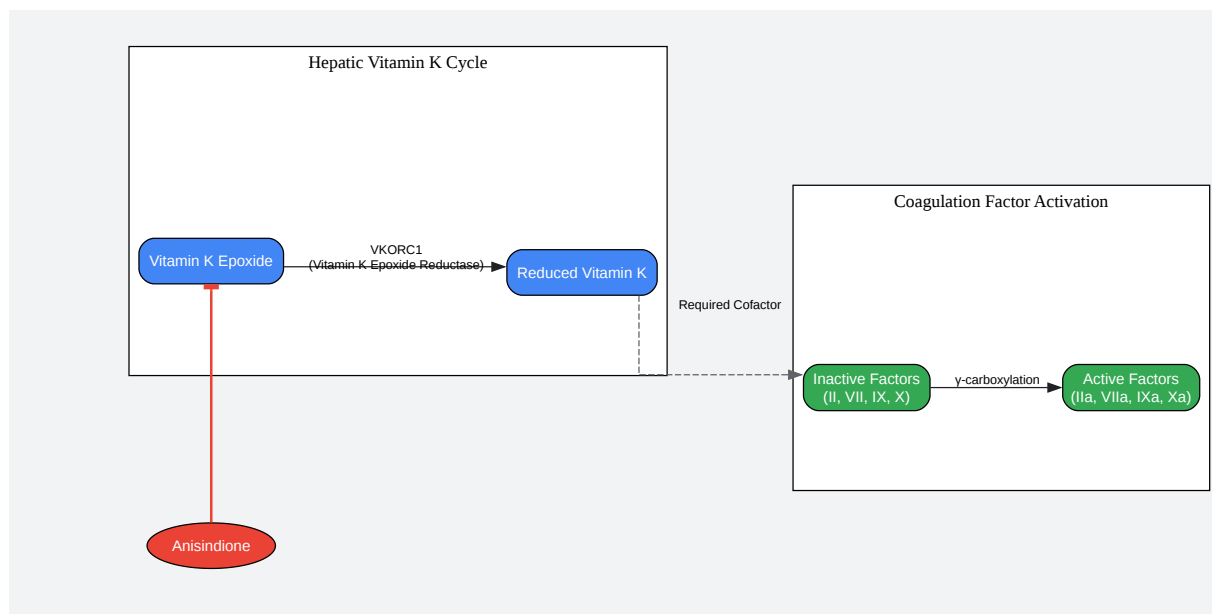 Hepatic Vitamin K Cycle
Vitamin K Epoxide
VKORC1
(Vitamin K Epoxide Reductase)
Reduced Vitamin K
Required Cofactor
Coagulation Factor Activation
Inactive Factors
(II, VII, IX, X)
γ-carboxylation
Active Factors
(IIa, VIIa, IXa, Xa)
Anisindione